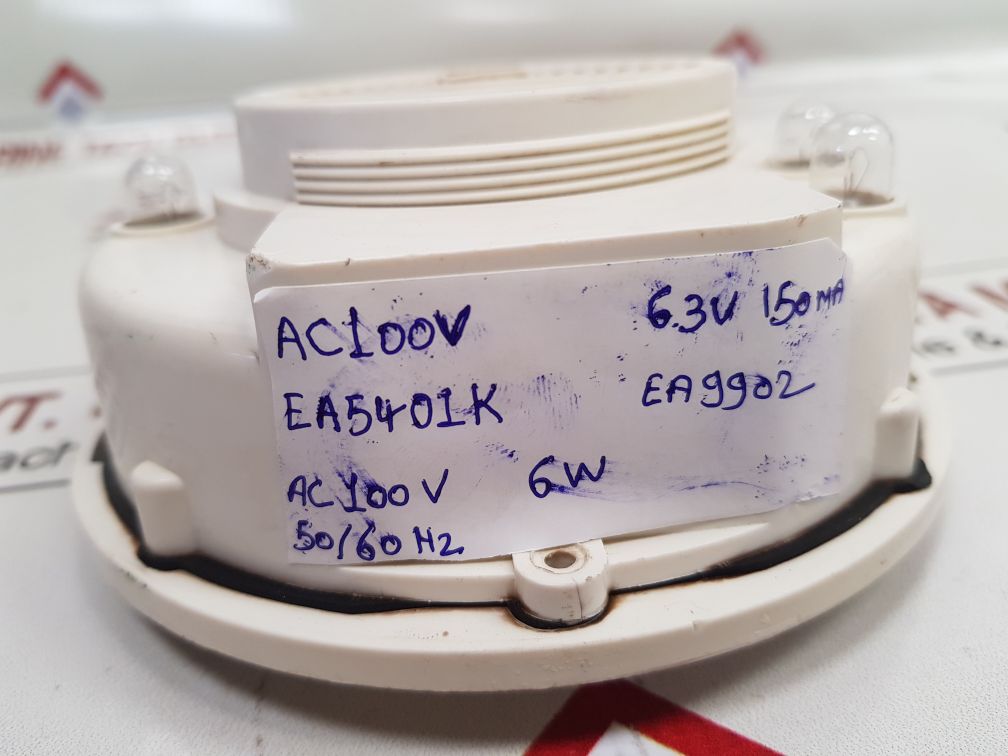 AC100V 6.3V 150MA
EA5401K EA9902
AC100V 6W
50/60 Hz